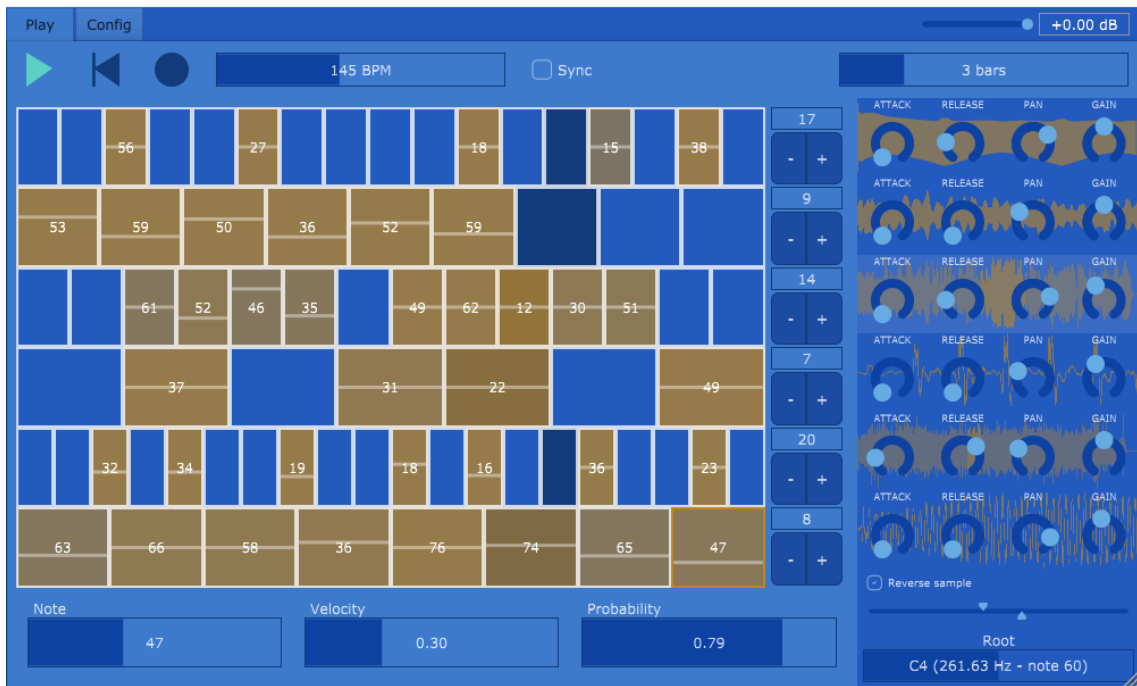 Play Config +0.00 dB
145 BPM Sync 3 bars
ATTACK RELEASE PAN GAIN
56 27 18 15 38 17
- +
ATTACK RELEASE PAN GAIN
53 59 50 36 52 59 9
- +
ATTACK RELEASE PAN GAIN
61 52 46 35 49 62 12 30 51 14
- +
ATTACK RELEASE PAN GAIN
37 31 22 49 7
- +
ATTACK RELEASE PAN GAIN
32 34 19 18 16 36 23 20
- +
ATTACK RELEASE PAN GAIN
63 66 58 36 76 74 65 47 8
- +
Reverse sample
Note Velocity Probability
47 0.30 0.79
Root
C4 (261.63 Hz - note 60)